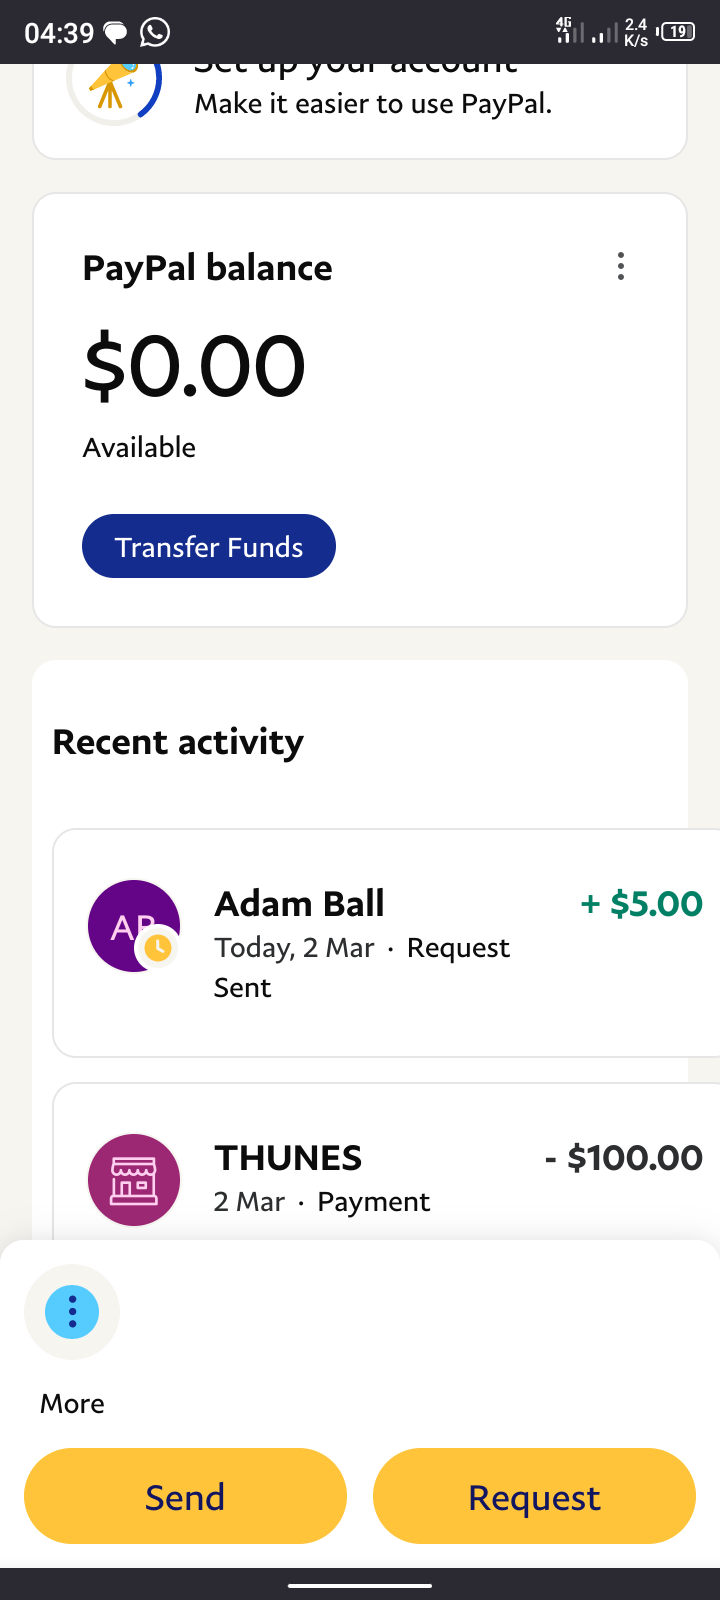 04:39 4G 2.4 K/s 19
Set up your account
Make it easier to use PayPal.
PayPal balance
$0.00
Available
Transfer Funds
Recent activity
AB Adam Ball + $5.00
Today, 2 Mar · Request
Sent
THUNES - $100.00
2 Mar · Payment
More
Send Request